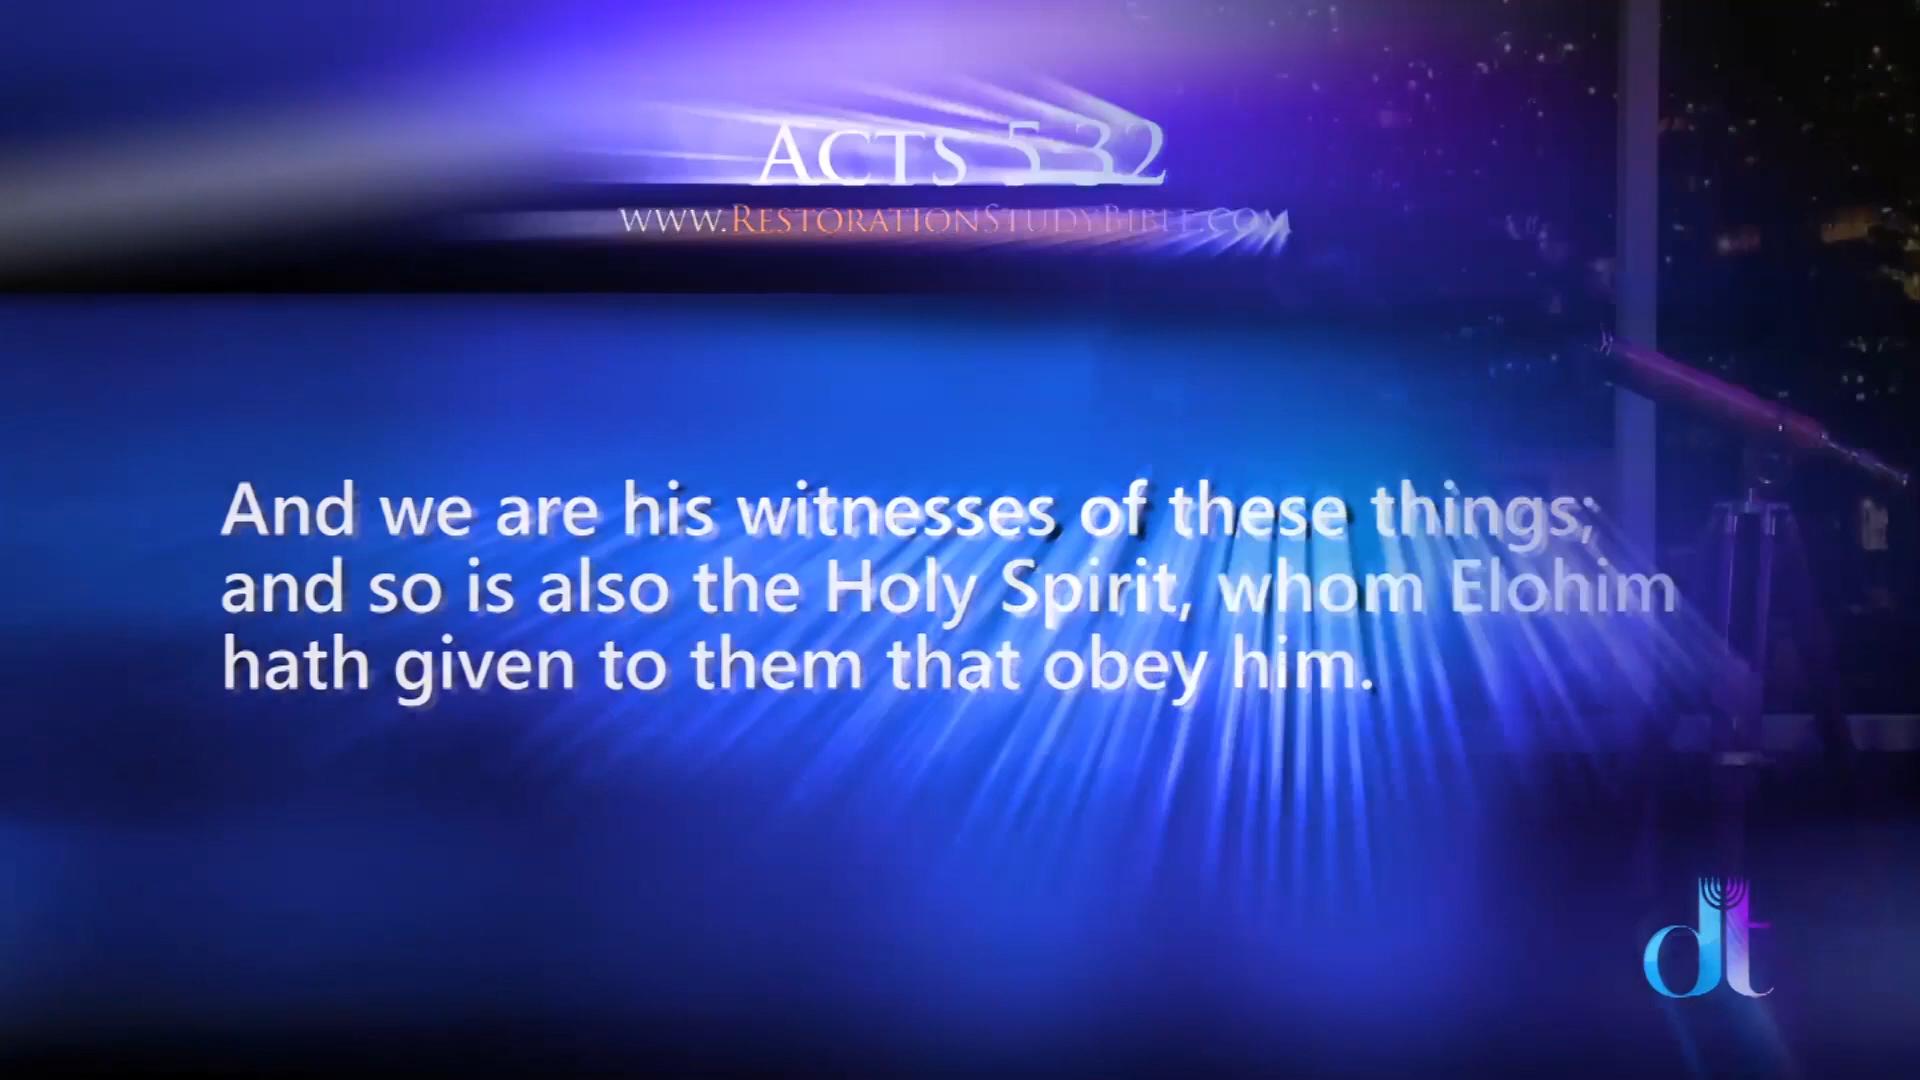 Acts 5:32
www.RestorationStudyBible.com
And we are his witnesses of these things;
and so is also the Holy Spirit, whom Elohim
hath given to them that obey him.
dt